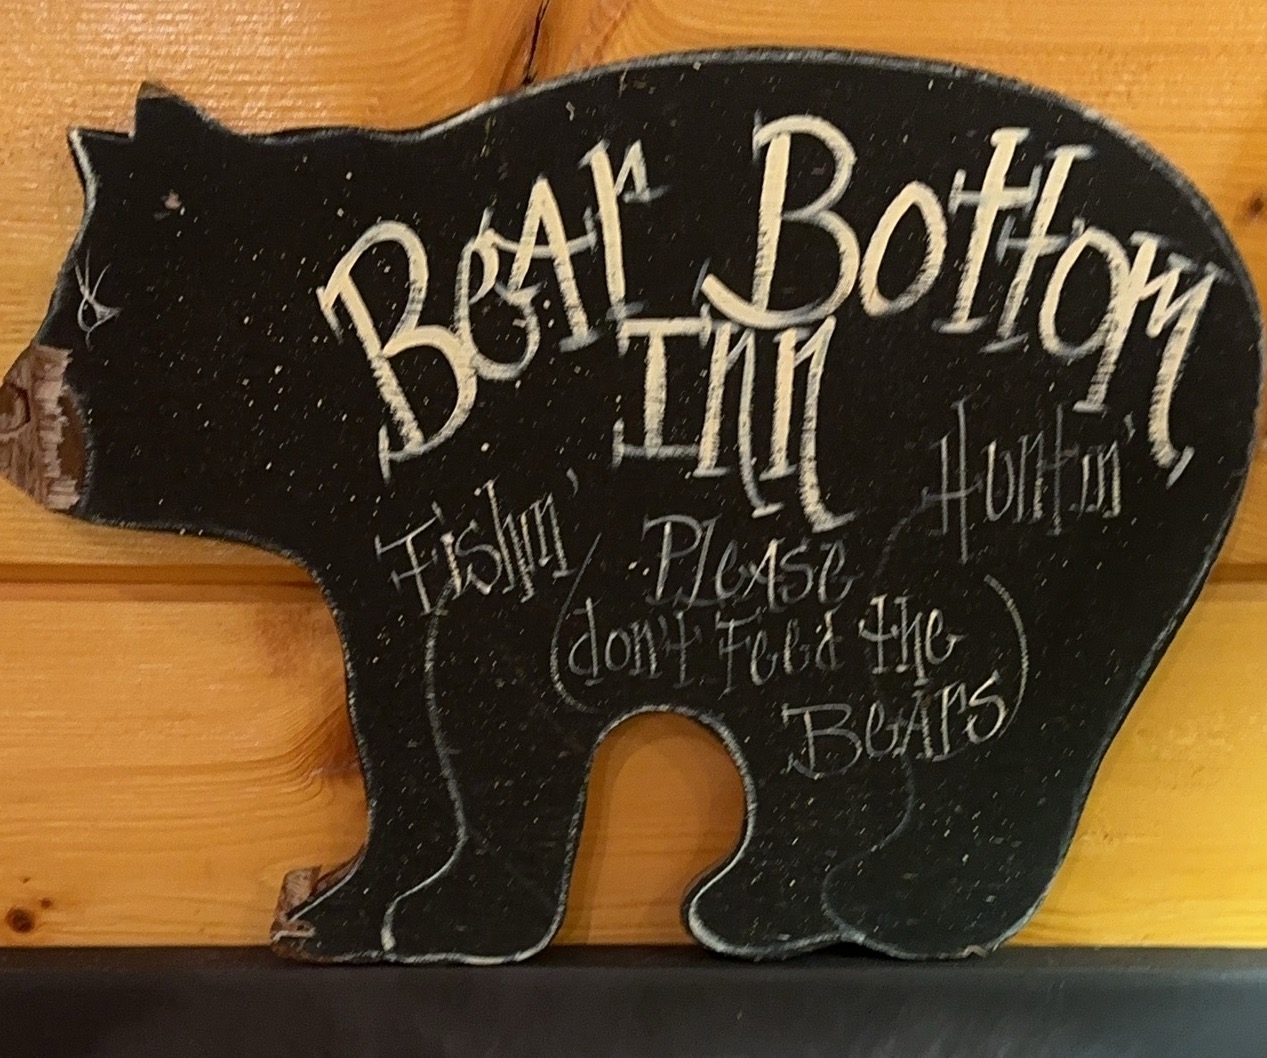 BeAr Bottom
Inn
Fishin' Huntin'
Please
(don't Feed the
BeArs)